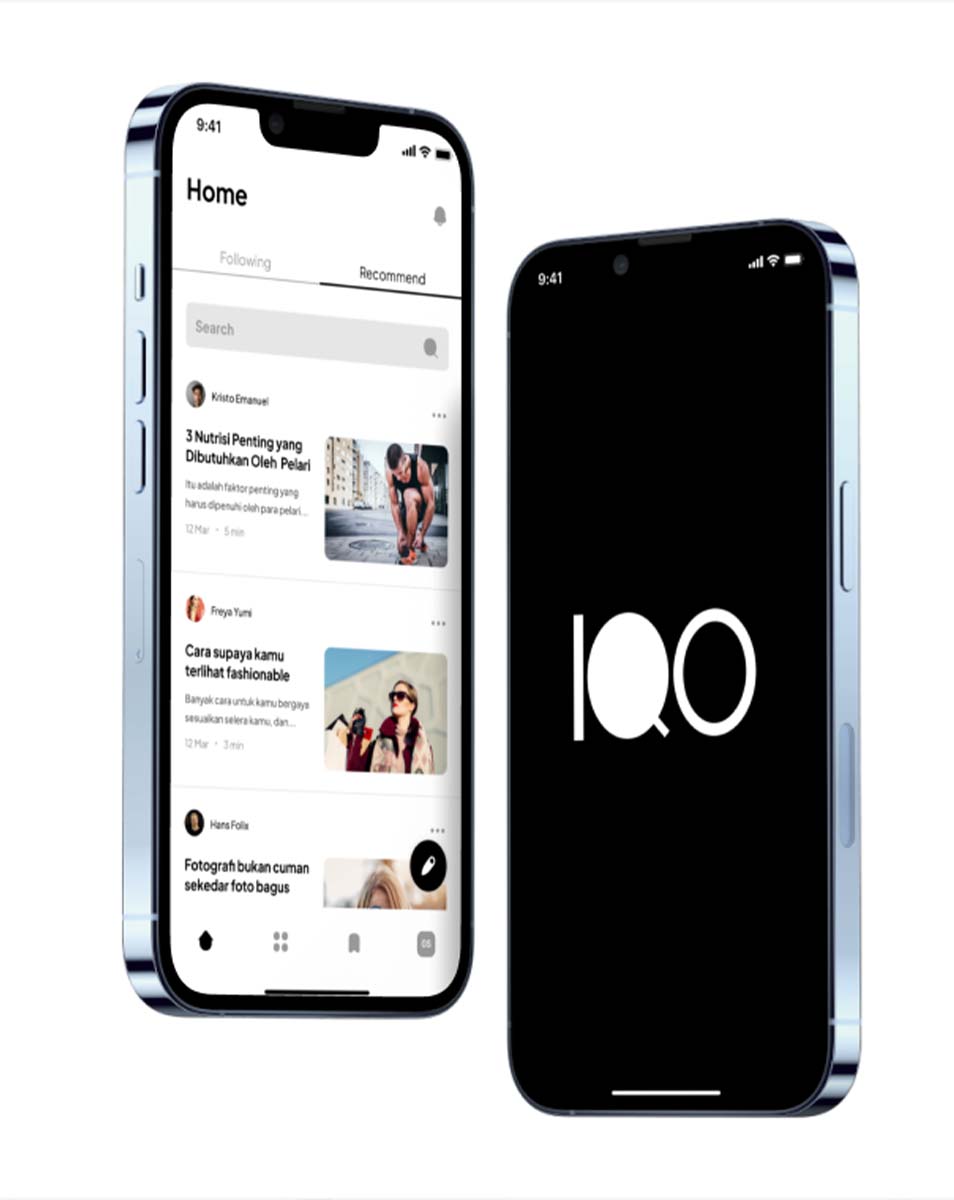 9:41
Home
Following
Recommend
Search
Kristo Emanuel
3 Nutrisi Penting yang
Dibutuhkan Oleh Pelari
Itu adalah faktor penting yang
harus dipenuhi oleh para pelari...
12 Mar • 5 min
Freya Yumi
Cara supaya kamu
terlihat fashionable
Banyak cara untuk kamu bergaya
sesuaikan selera kamu, dan...
12 Mar • 3 min
Hans Folix
Fotografi bukan cuman
sekedar foto bagus
GS
9:41
IQO